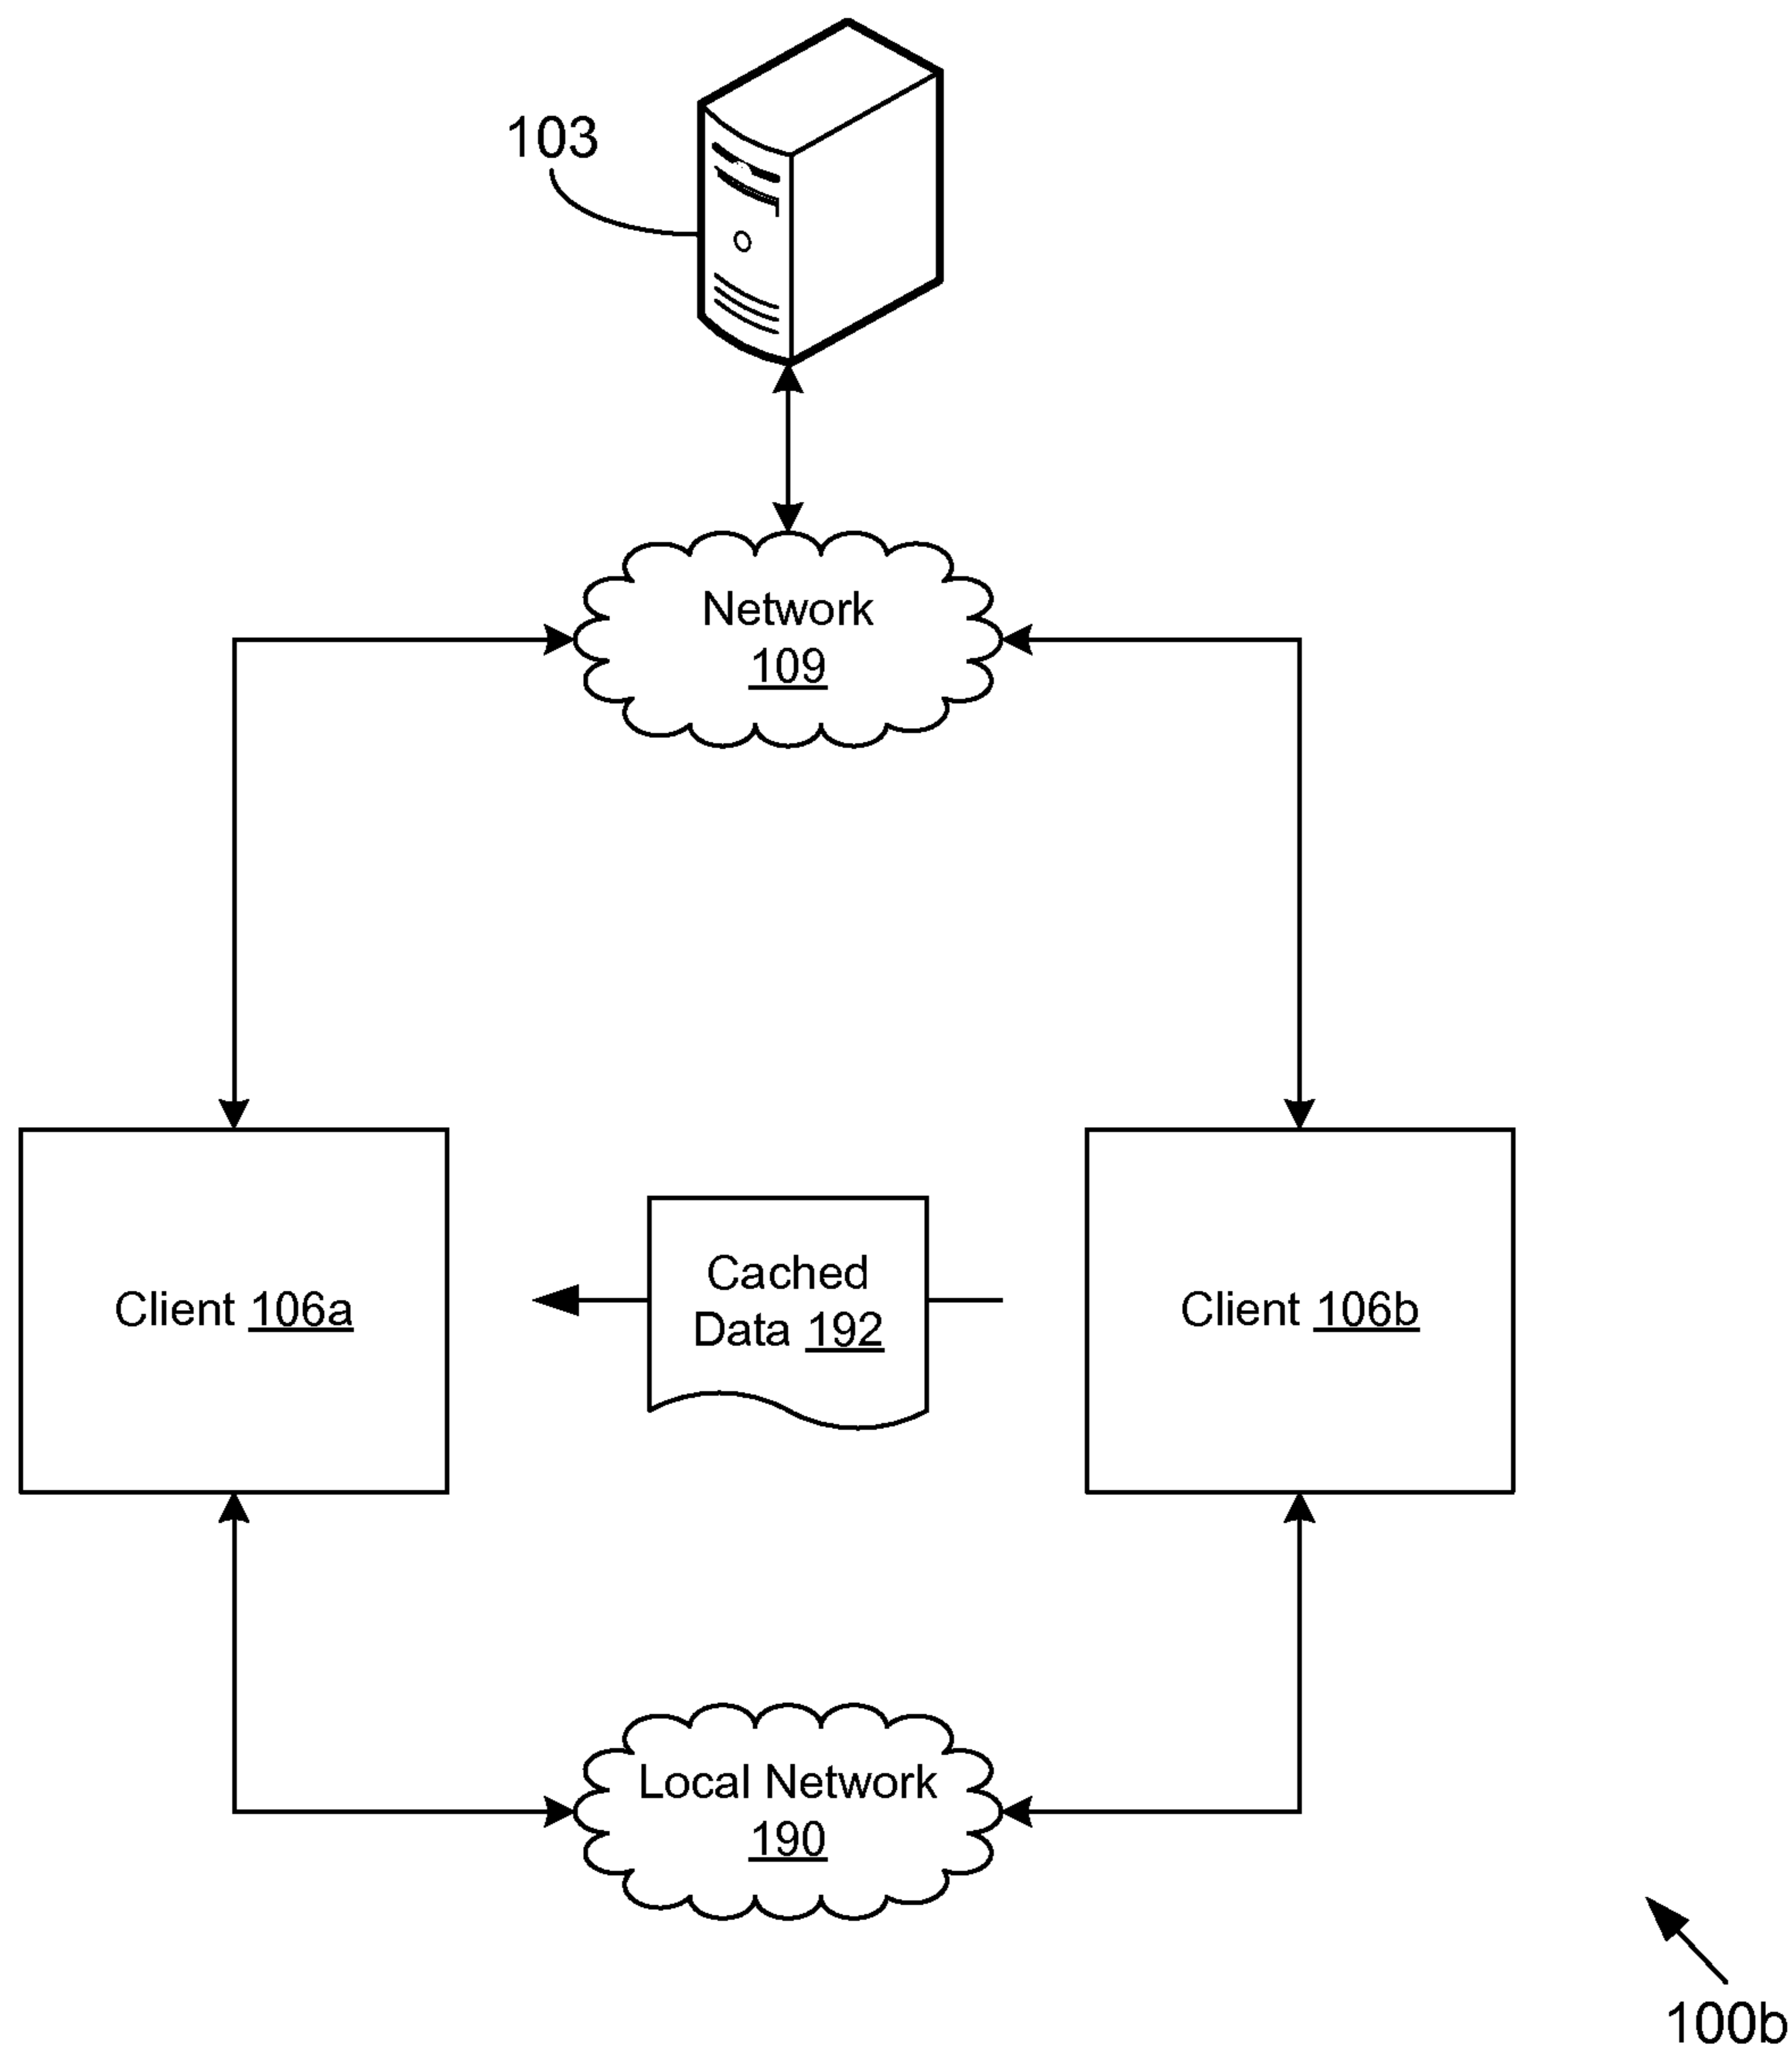 103
Network
109
Client 106a
Cached
Data 192
Client 106b
Local Network
190
100b